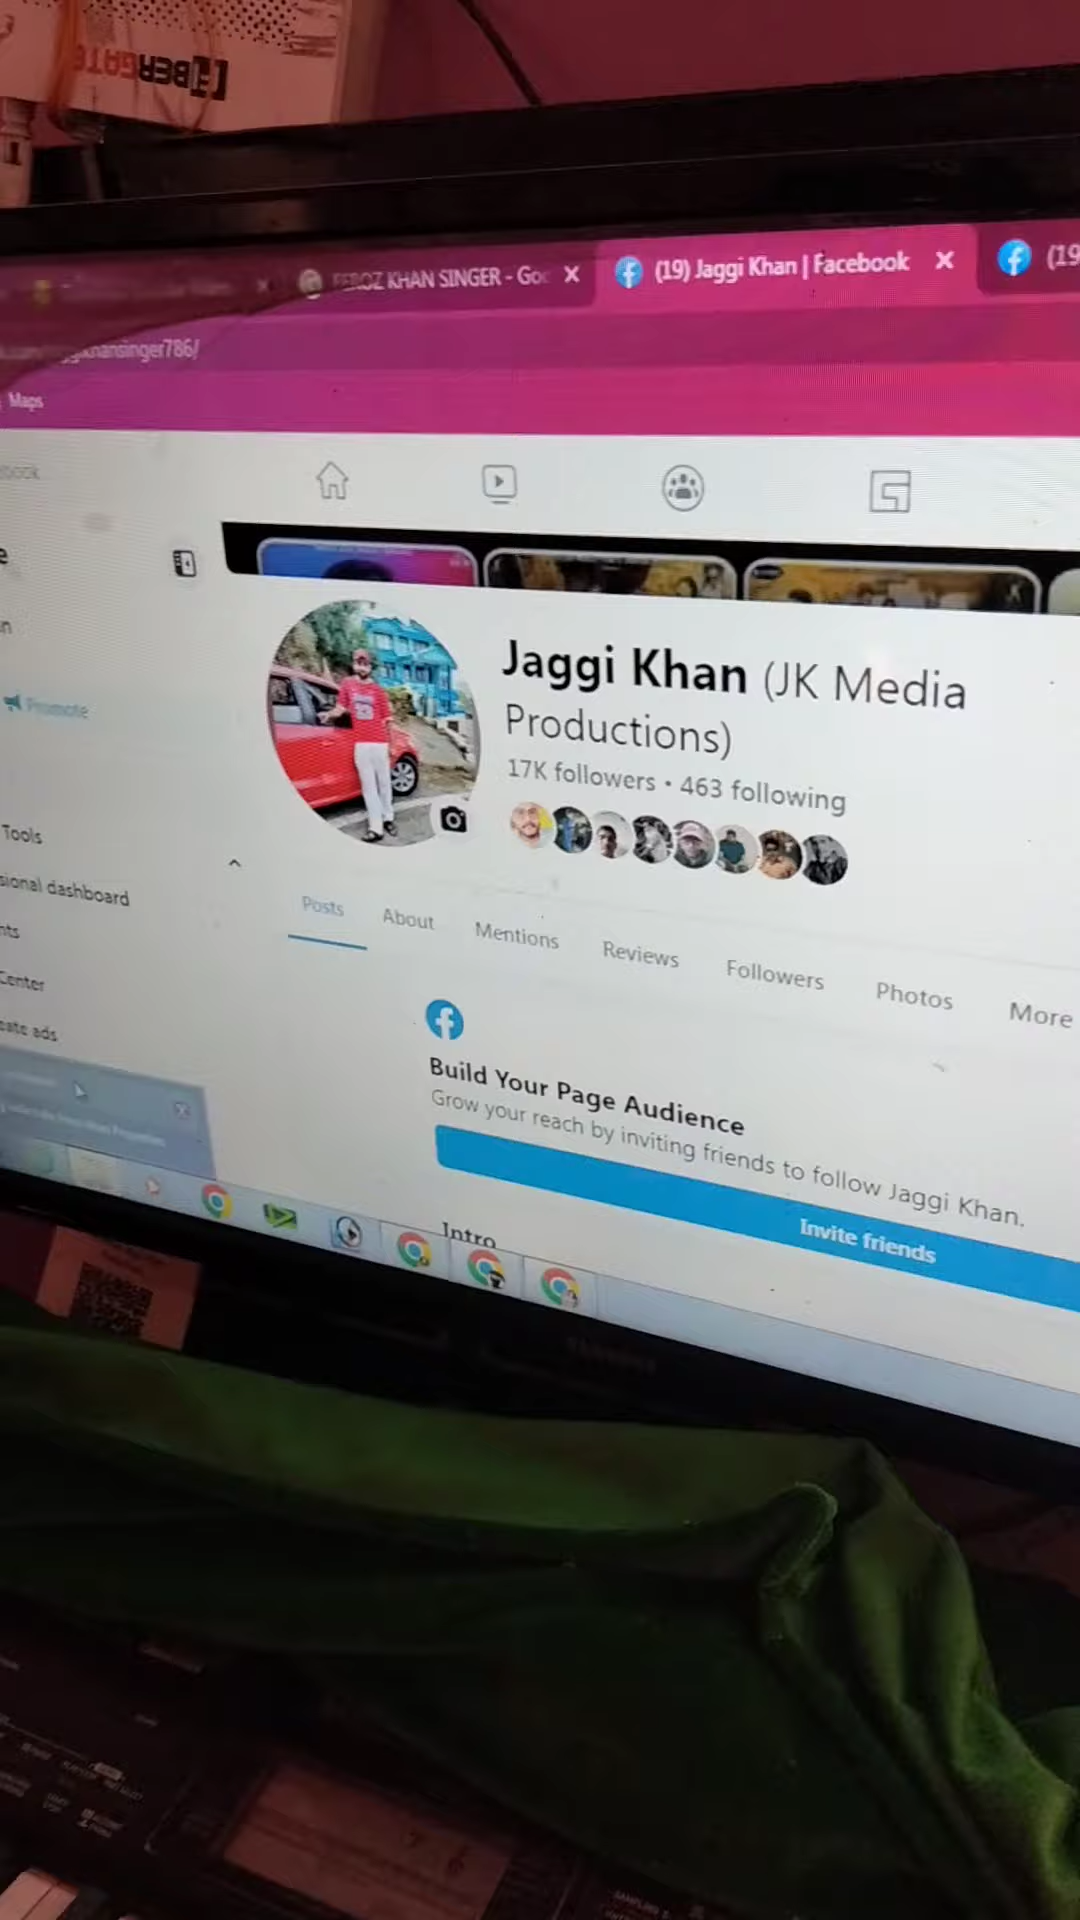 FEROZ KHAN SINGER - Goo
(19) Jaggi Khan | Facebook
(19
khansinger786/
Maps
Jaggi Khan (JK Media
Productions)
17K followers • 463 following
Promote
Tools
sional dashboard
nts
Center
eate ads
Posts
About
Mentions
Reviews
Followers
Photos
More
Build Your Page Audience
Grow your reach by inviting friends to follow Jaggi Khan.
Invite friends
Intro